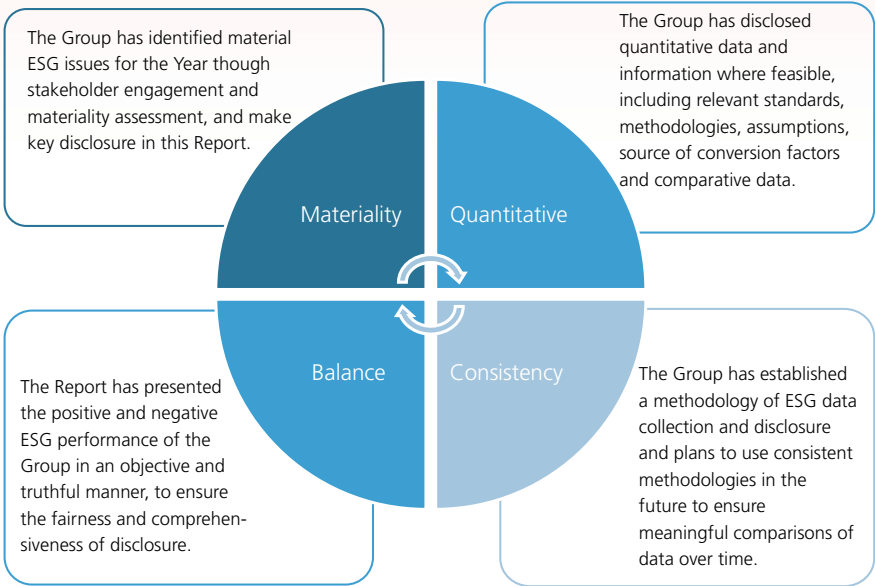 The Group has identified material
ESG issues for the Year though
stakeholder engagement and
materiality assessment, and make
key disclosure in this Report.
The Group has disclosed
quantitative data and
information where feasible,
including relevant standards,
methodologies, assumptions,
source of conversion factors
and comparative data.
Materiality
Quantitative
Balance
Consistency
The Report has presented
the positive and negative
ESG performance of the
Group in an objective and
truthful manner, to ensure
the fairness and comprehen-
siveness of disclosure.
The Group has established
a methodology of ESG data
collection and disclosure
and plans to use consistent
methodologies in the
future to ensure
meaningful comparisons of
data over time.